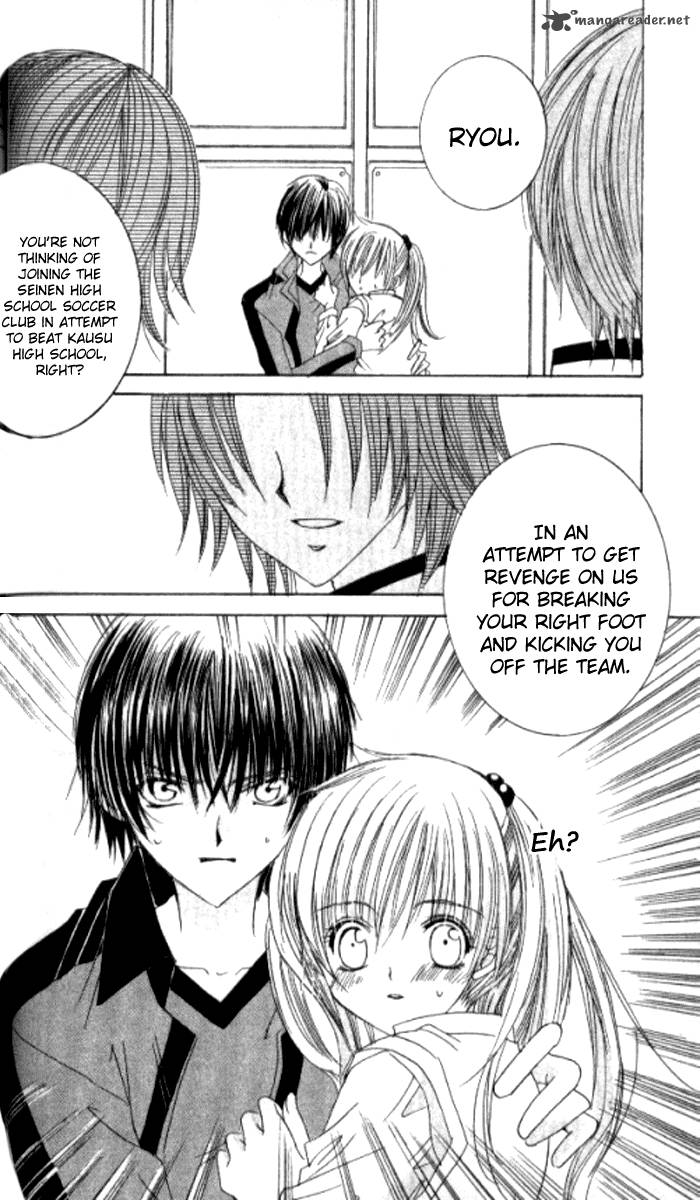 mangareader.net
RYOU.
YOU'RE NOT
THINKING OF
JOINING THE
SEINEN HIGH
SCHOOL SOCCER
CLUB IN ATTEMPT
TO BEAT KAUSU
HIGH SCHOOL,
RIGHT?
IN AN
ATTEMPT TO GET
REVENGE ON US
FOR BREAKING
YOUR RIGHT FOOT
AND KICKING YOU
OFF THE TEAM.
Eh?